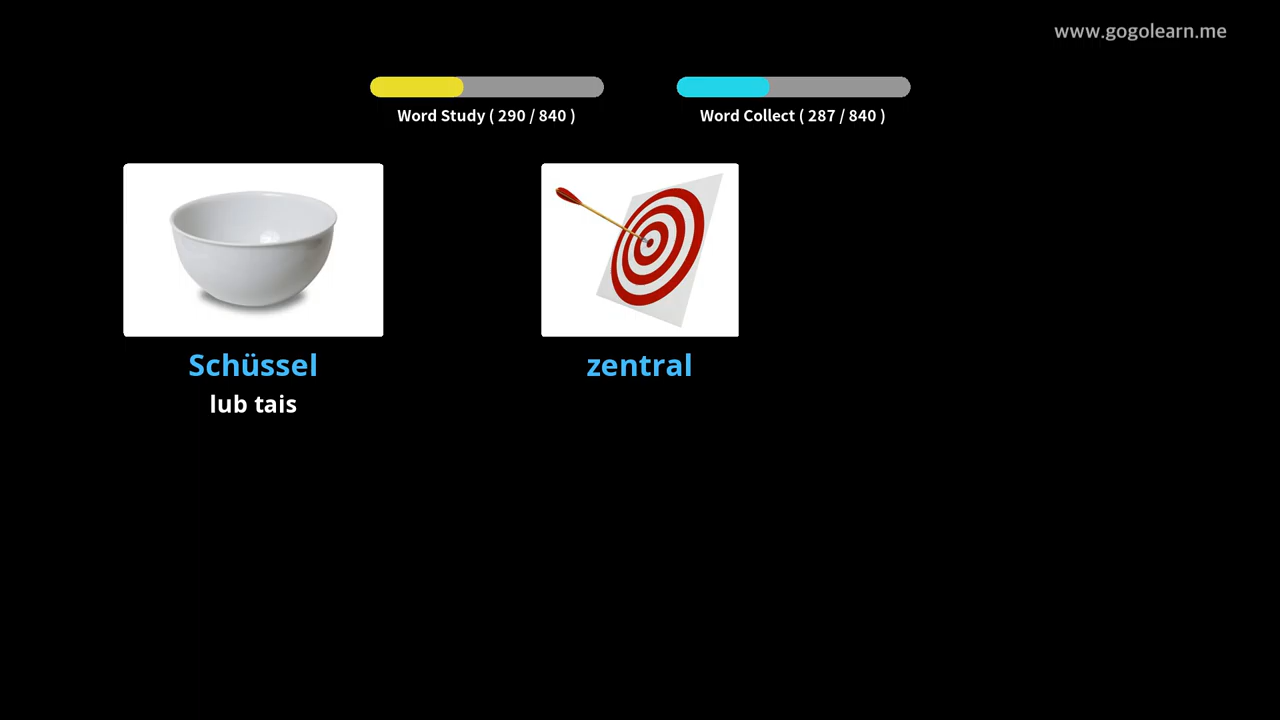 www.gogolearn.me
Word Study ( 290 / 840 )
Word Collect ( 287 / 840 )
Schüssel
lub tais
zentral